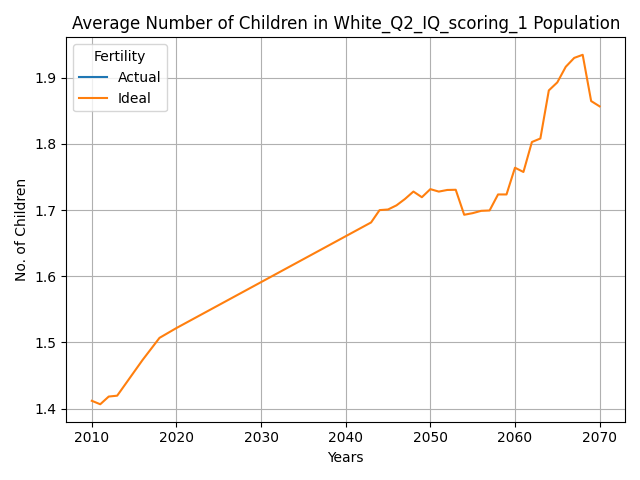 Average Number of Children in White_Q2_IQ_scoring_1 Population
Fertility
Actual
Ideal
No. of Children
1.9
1.8
1.7
1.6
1.5
1.4
2010 2020 2030 2040 2050 2060 2070
Years